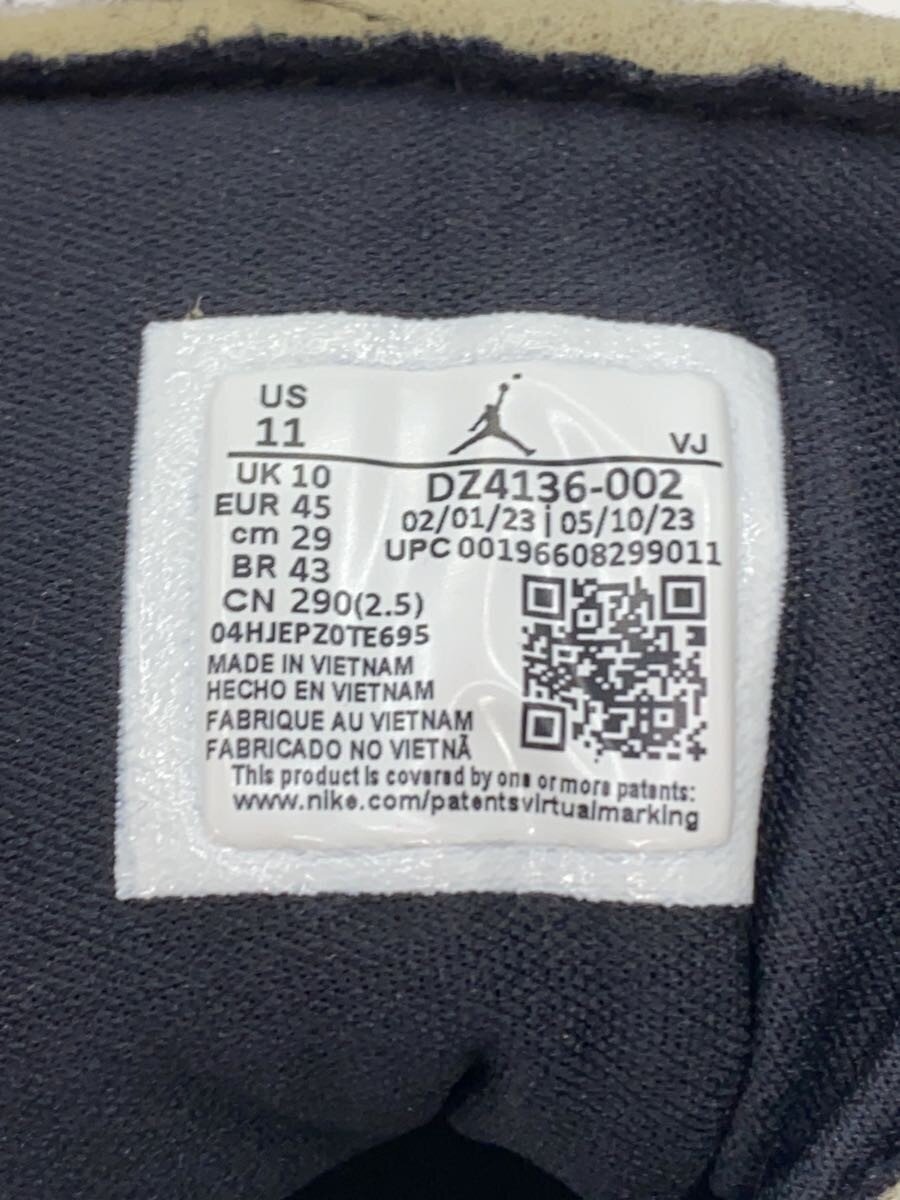 US
11
VJ
UK 10
EUR 45
cm 29
BR 43
CN 290(2.5)
DZ4136-002
02/01/23 | 05/10/23
UPC 00196608299011
04HJEPZ0TE695
MADE IN VIETNAM
HECHO EN VIETNAM
FABRIQUE AU VIETNAM
FABRICADO NO VIETNÃ
This product is covered by one or more patents:
www.nike.com/patentsvirtualmarking